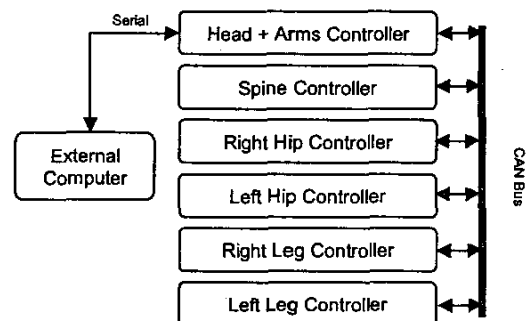 Serial
Head + Arms Controller
Spine Controller
Right Hip Controller
External
Computer
Left Hip Controller
Right Leg Controller
Left Leg Controller
CAN Bus